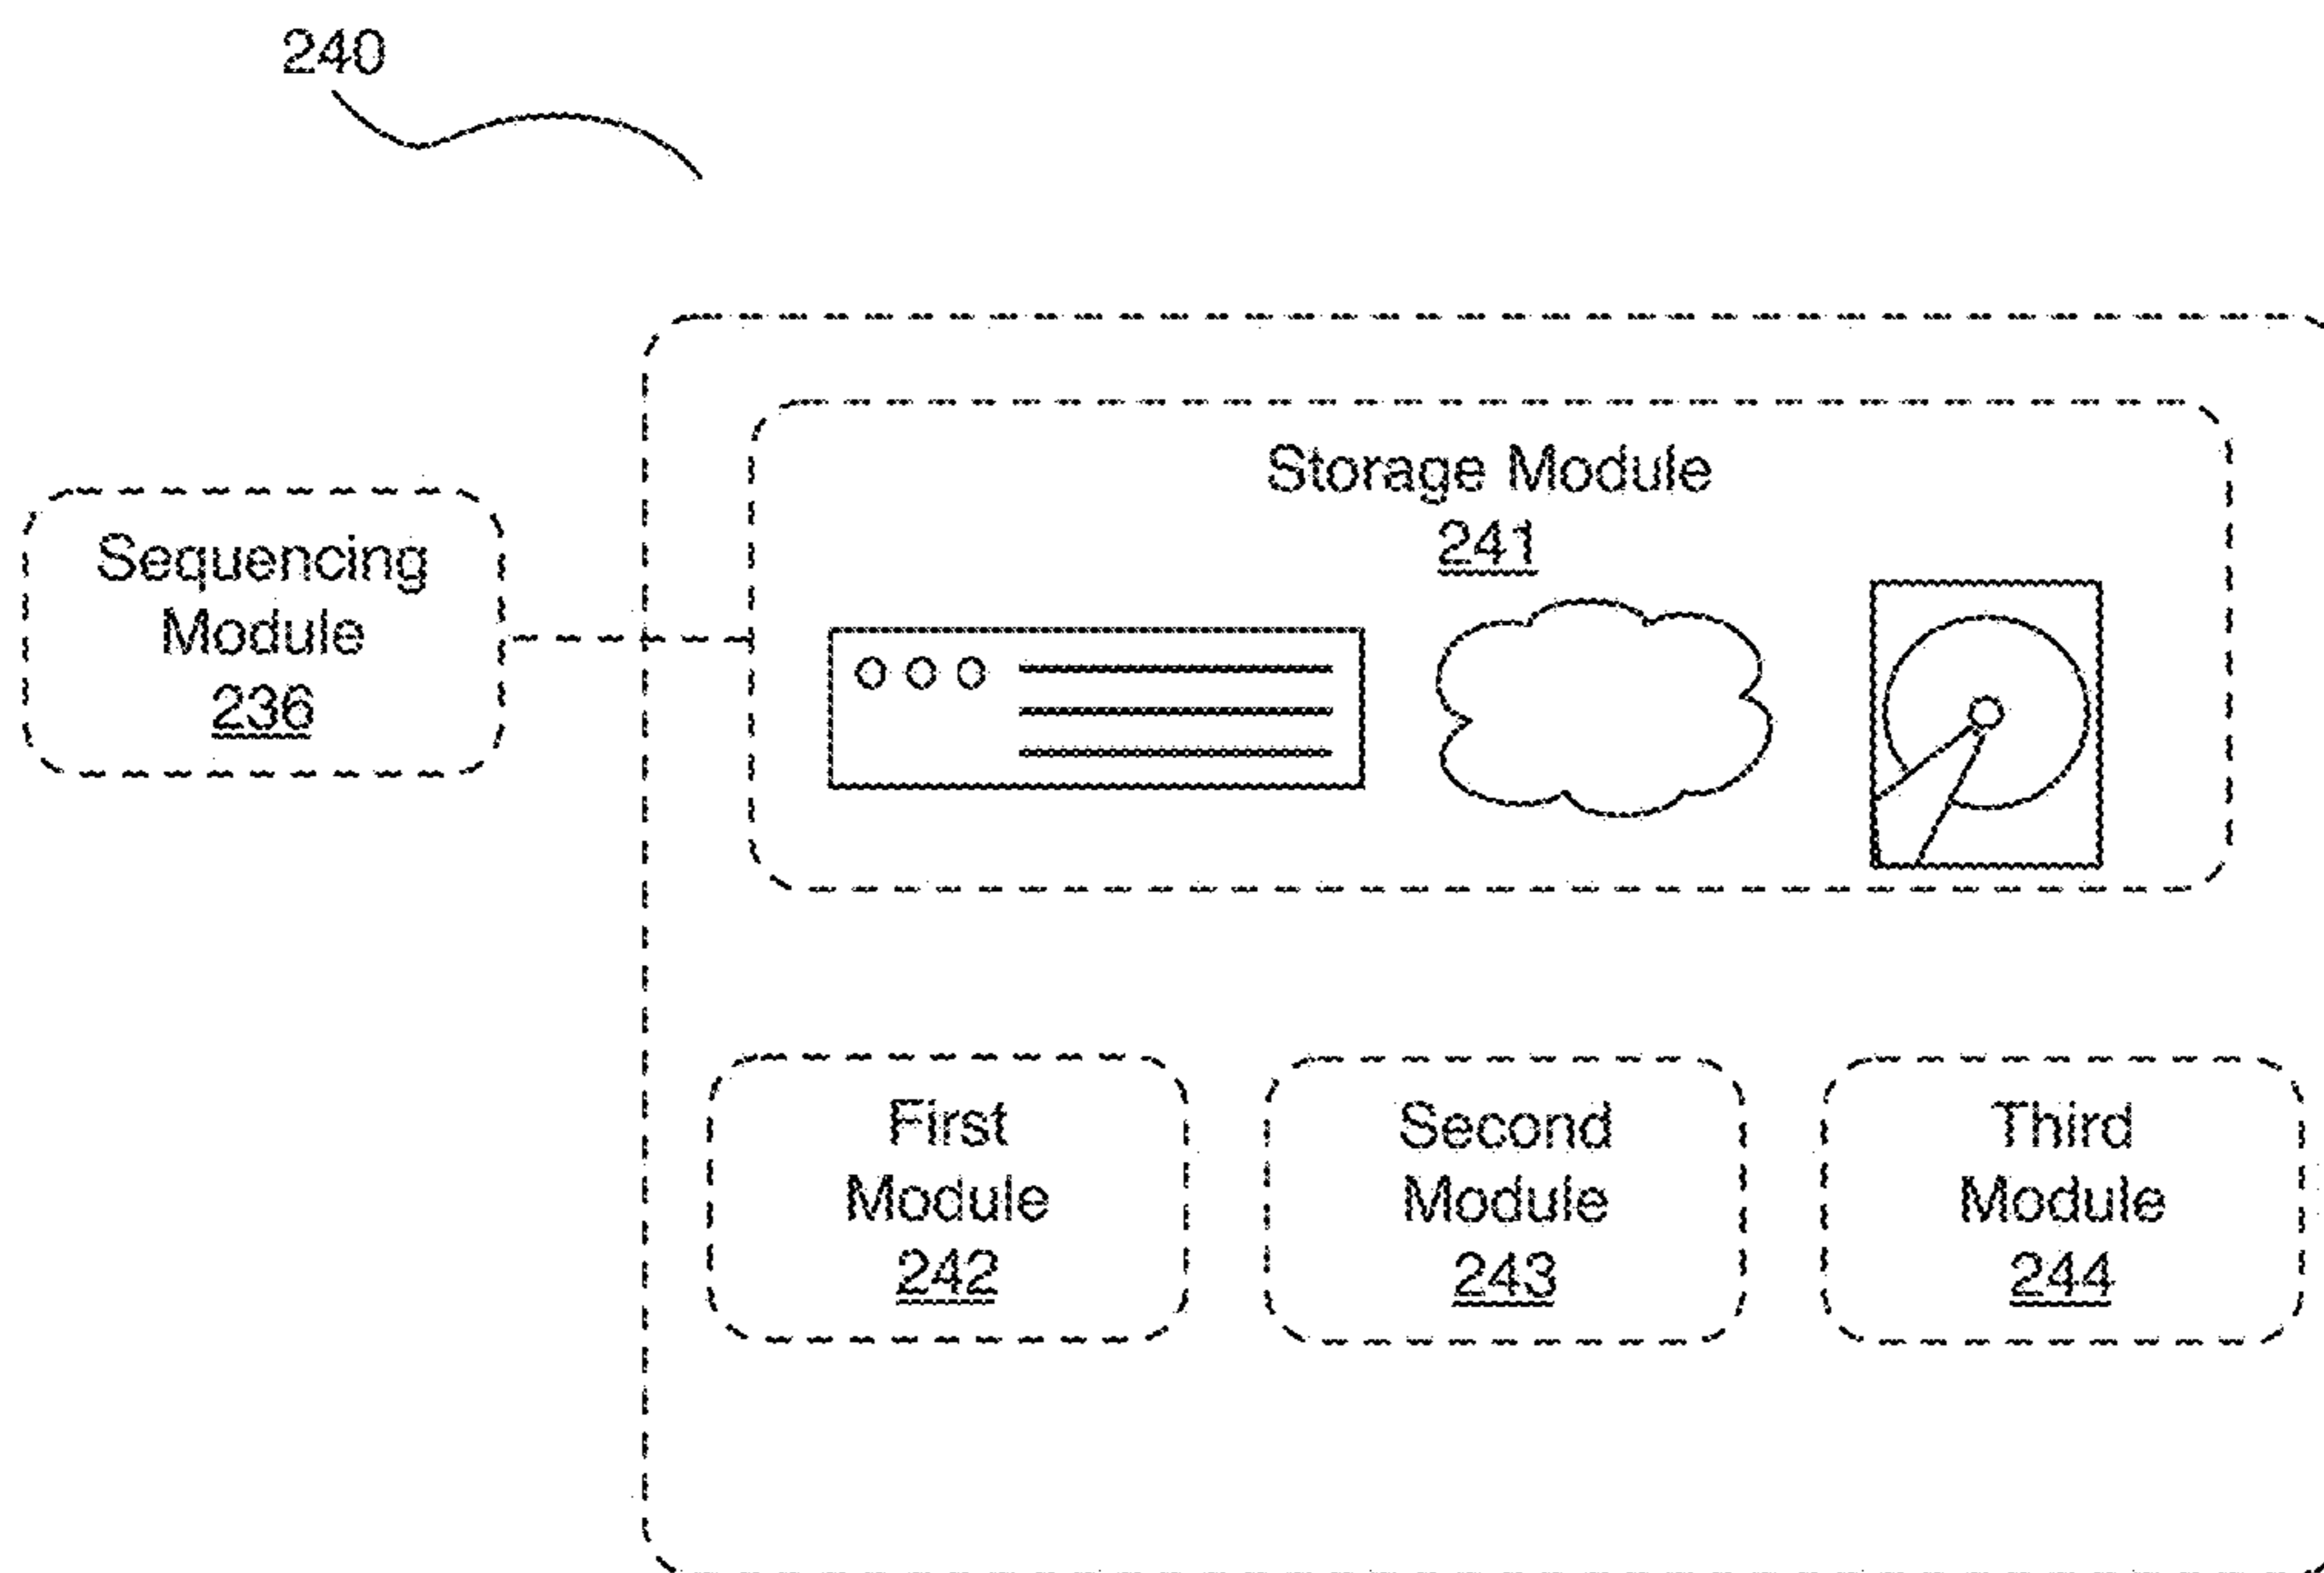 240
Storage Module
241
Sequencing
Module
236
First
Module
242
Second
Module
243
Third
Module
244